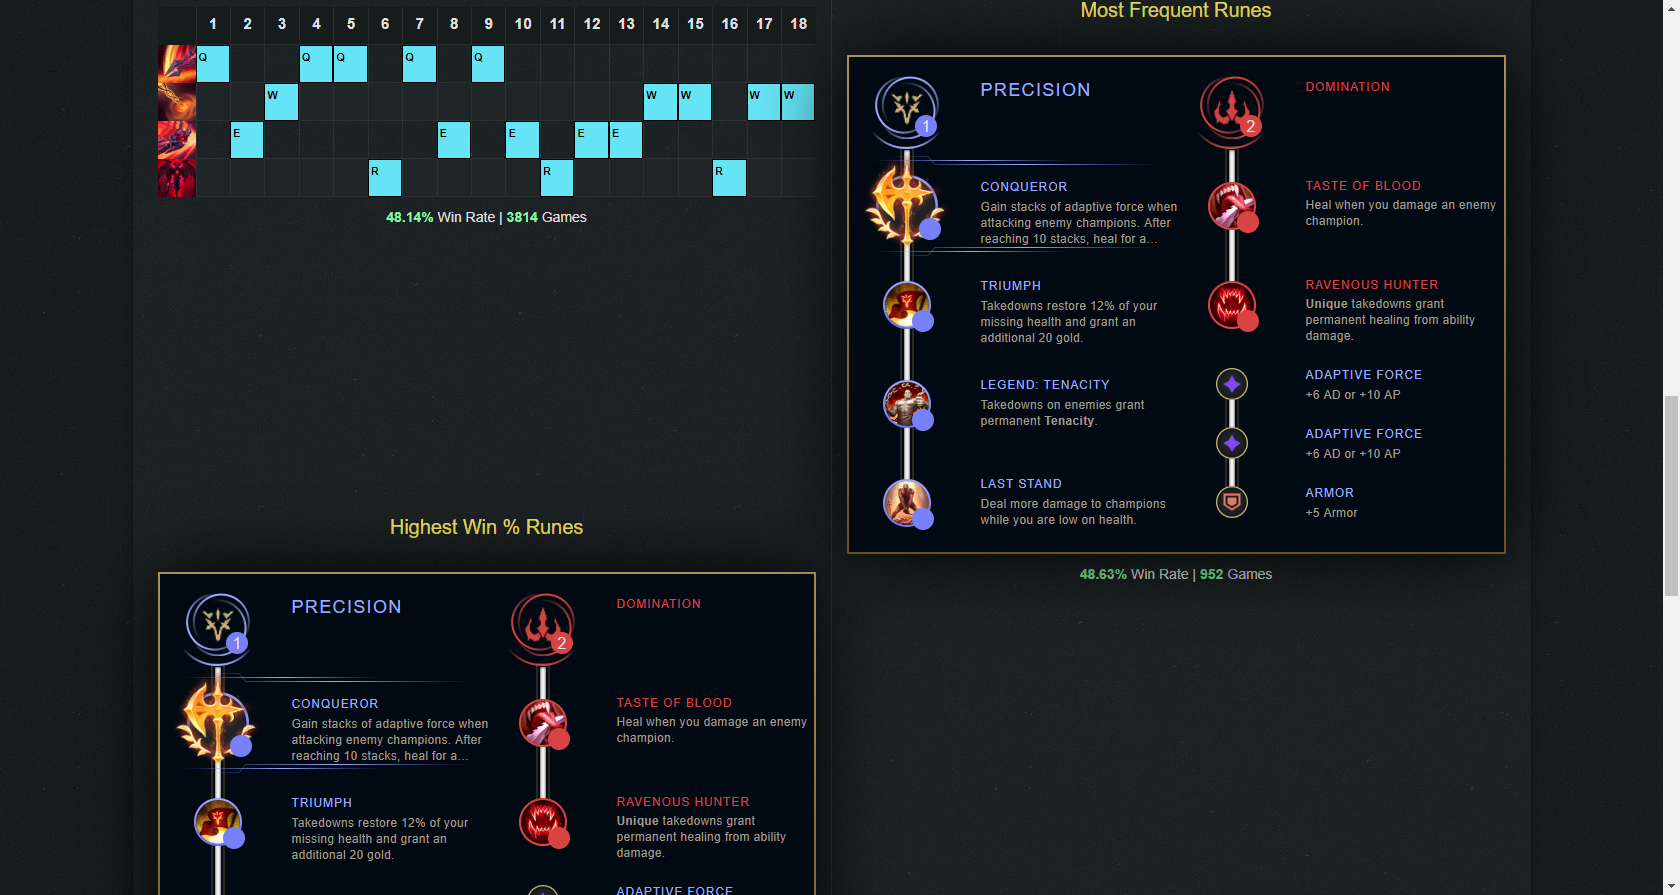 1 2 3 4 5 6 7 8 9 10 11 12 13 14 15 16 17 18
Q Q Q Q Q
W W W W W
E E E E E
R R R
48.14% Win Rate | 3814 Games
Highest Win % Runes
PRECISION
1
CONQUEROR
Gain stacks of adaptive force when
attacking enemy champions. After
reaching 10 stacks, heal for a...
TRIUMPH
Takedowns restore 12% of your
missing health and grant an
additional 20 gold.
DOMINATION
2
TASTE OF BLOOD
Heal when you damage an enemy
champion.
RAVENOUS HUNTER
Unique takedowns grant
permanent healing from ability
damage.
ADAPTIVE FORCE
Most Frequent Runes
PRECISION
1
CONQUEROR
Gain stacks of adaptive force when
attacking enemy champions. After
reaching 10 stacks, heal for a...
TRIUMPH
Takedowns restore 12% of your
missing health and grant an
additional 20 gold.
LEGEND: TENACITY
Takedowns on enemies grant
permanent Tenacity.
LAST STAND
Deal more damage to champions
while you are low on health.
DOMINATION
2
TASTE OF BLOOD
Heal when you damage an enemy
champion.
RAVENOUS HUNTER
Unique takedowns grant
permanent healing from ability
damage.
ADAPTIVE FORCE
+6 AD or +10 AP
ADAPTIVE FORCE
+6 AD or +10 AP
ARMOR
+5 Armor
48.63% Win Rate | 952 Games